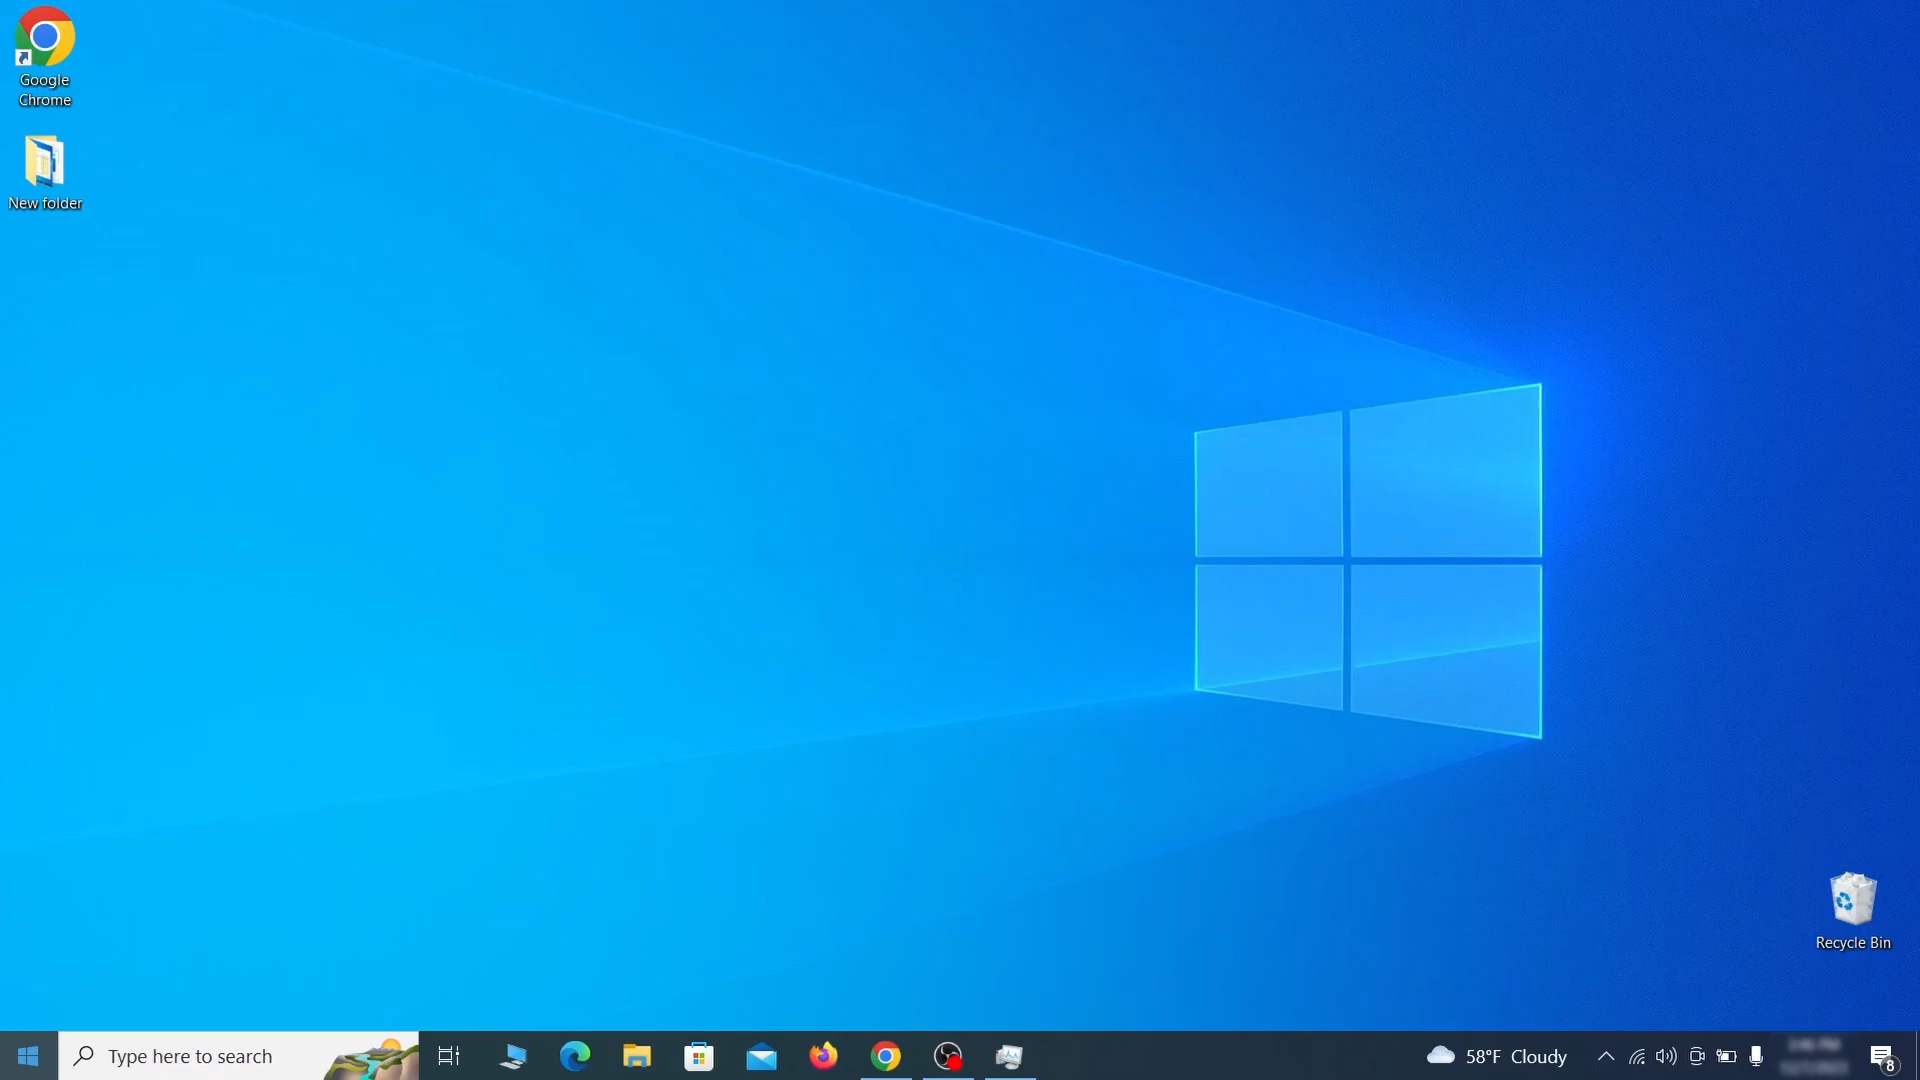 Google
Chrome
New folder
Recycle Bin
Type here to search
58°F Cloudy
8